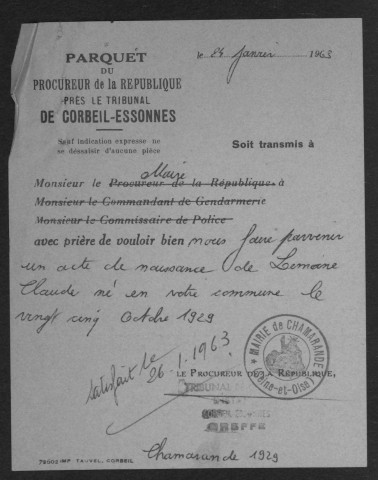 PARQUET
DU
PROCUREUR de la RÉPUBLIQUE
PRÈS LE TRIBUNAL
DE CORBEIL-ESSONNES
le 24 Janvier 1963
Sauf indication expresse ne
se dessaisir d'aucune pièce
Soit transmis à
Maire
Monsieur le Procureur de la République à
Monsieur le Commandant de Gendarmerie
Monsieur le Commissaire de Police
avec prière de vouloir bien nous faire parvenir
un acte de naissance de Lemoine
Claude né en votre commune le
vingt cinq Octobre 1929
satisfait le
26.1.1963
MAIRIE de CHAMARANDE
(Seine-et-Oise)
LE PROCUREUR DE LA RÉPUBLIQUE,
TRIBUNAL
GREFFE
Chamarande 1929
IMP. TAUVEL, CORBEIL